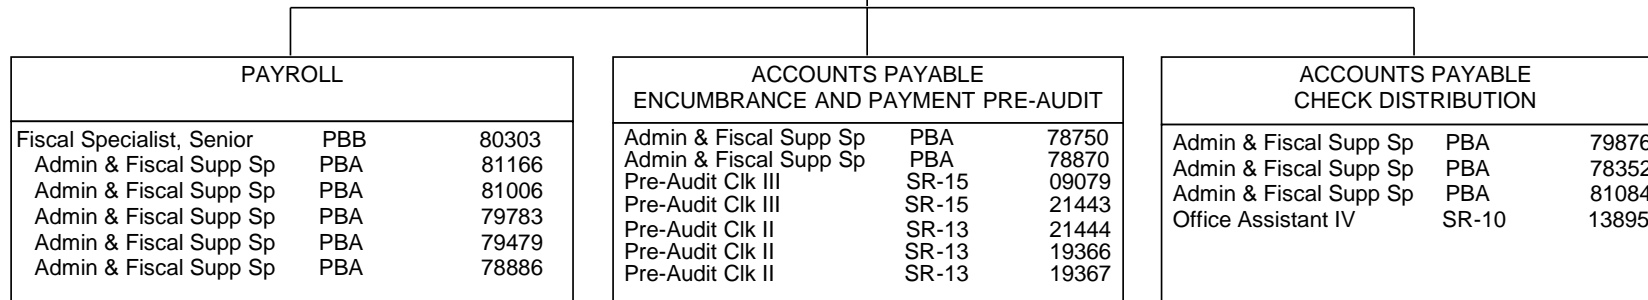 PAYROLL
Fiscal Specialist, Senior PBB 80303
Admin & Fiscal Supp Sp PBA 81166
Admin & Fiscal Supp Sp PBA 81006
Admin & Fiscal Supp Sp PBA 79783
Admin & Fiscal Supp Sp PBA 79479
Admin & Fiscal Supp Sp PBA 78886
ACCOUNTS PAYABLE
ENCUMBRANCE AND PAYMENT PRE-AUDIT
Admin & Fiscal Supp Sp PBA 78750
Admin & Fiscal Supp Sp PBA 78870
Pre-Audit Clk III SR-15 09079
Pre-Audit Clk III SR-15 21443
Pre-Audit Clk II SR-13 21444
Pre-Audit Clk II SR-13 19366
Pre-Audit Clk II SR-13 19367
ACCOUNTS PAYABLE
CHECK DISTRIBUTION
Admin & Fiscal Supp Sp PBA 79876
Admin & Fiscal Supp Sp PBA 78352
Admin & Fiscal Supp Sp PBA 81084
Office Assistant IV SR-10 13895